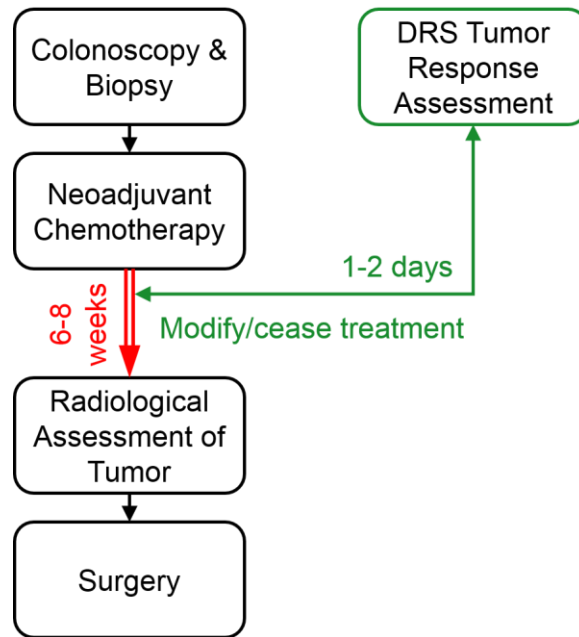 Colonoscopy &
Biopsy
DRS Tumor
Response
Assessment
Neoadjuvant
Chemotherapy
1-2 days
6-8
weeks
Modify/cease treatment
Radiological
Assessment of
Tumor
Surgery